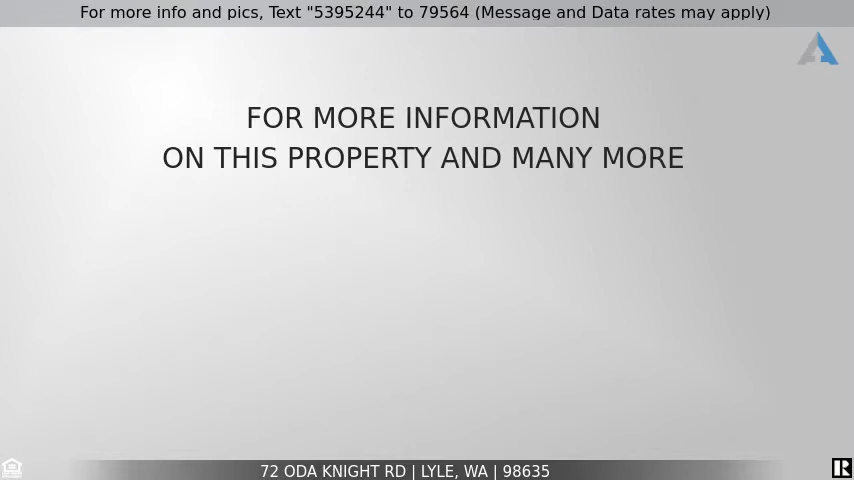 For more info and pics, Text "5395244" to 79564 (Message and Data rates may apply)
FOR MORE INFORMATION
ON THIS PROPERTY AND MANY MORE
72 ODA KNIGHT RD | LYLE, WA | 98635